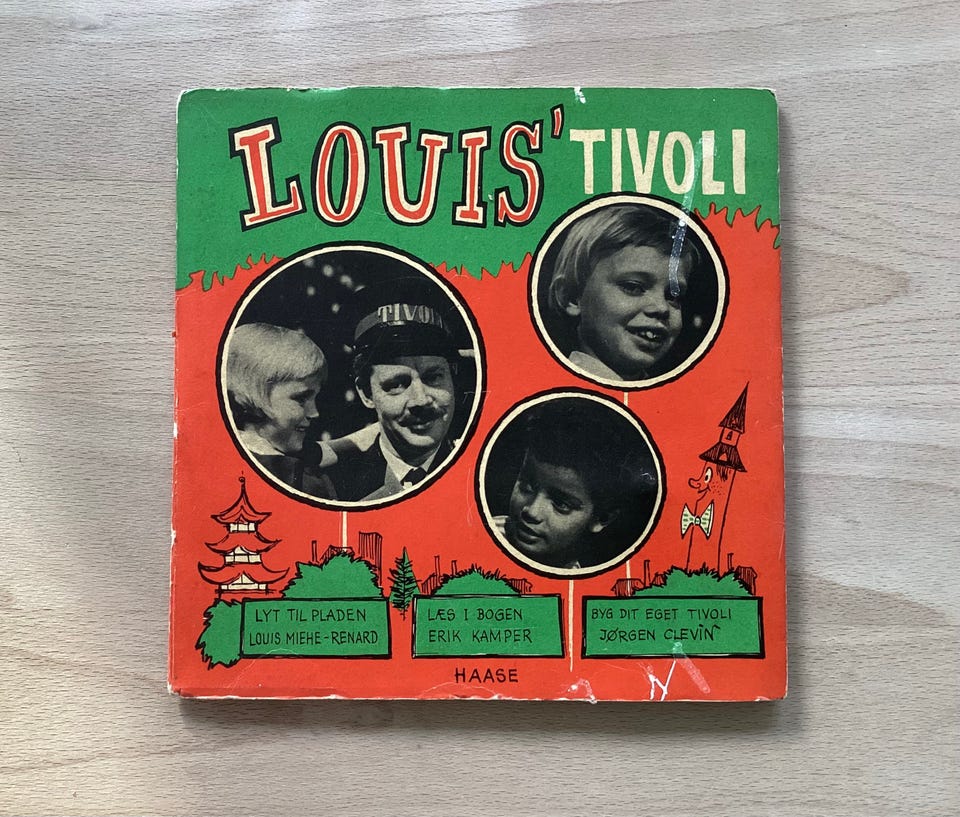 LOUIS' TIVOLI
TIVOLI
LYT TIL PLADEN
LOUIS MIEHE-RENARD
LÆS I BOGEN
ERIK KAMPER
BYG DIT EGET TIVOLI
JØRGEN CLEVIN
HAASE